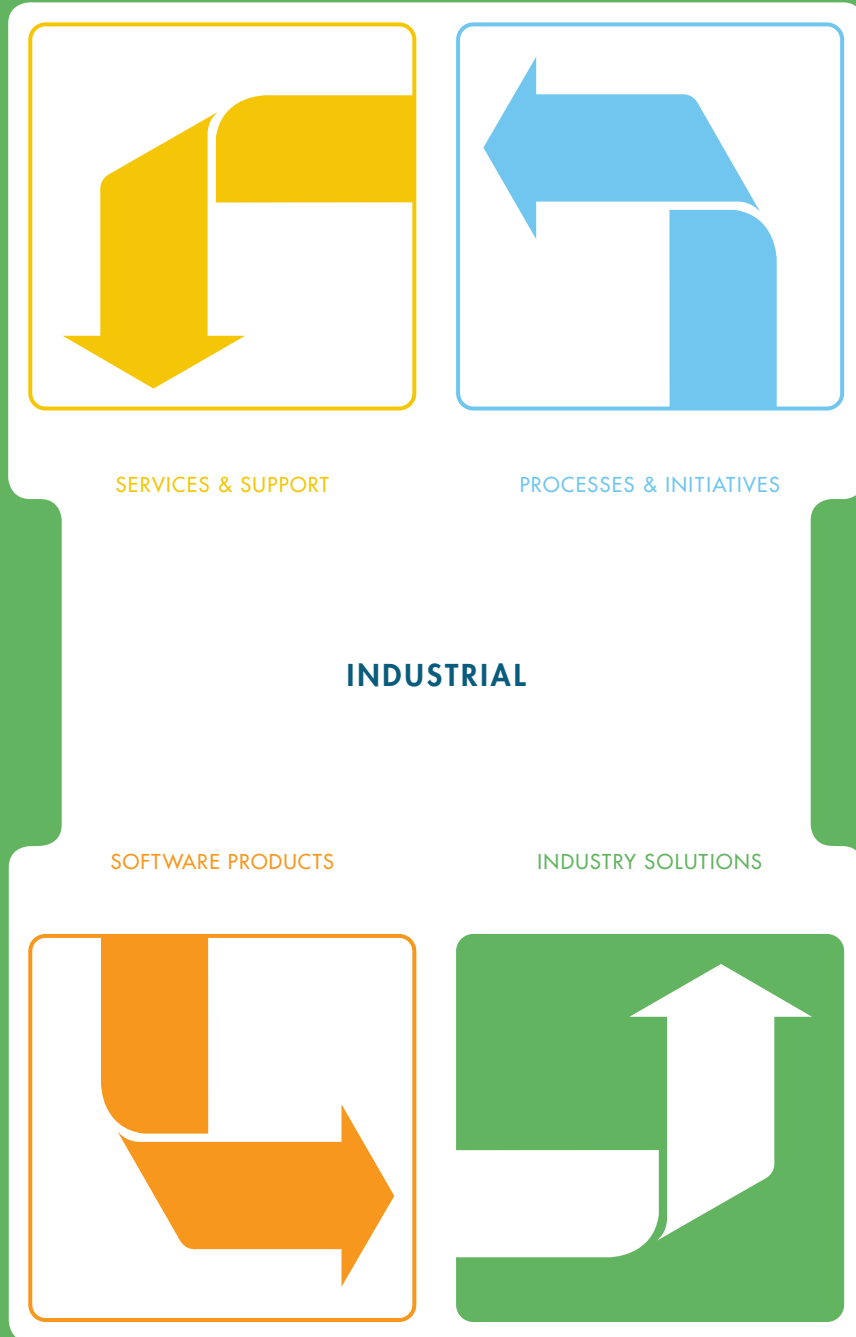 SERVICES & SUPPORT
PROCESSES & INITIATIVES
INDUSTRIAL
SOFTWARE PRODUCTS
INDUSTRY SOLUTIONS